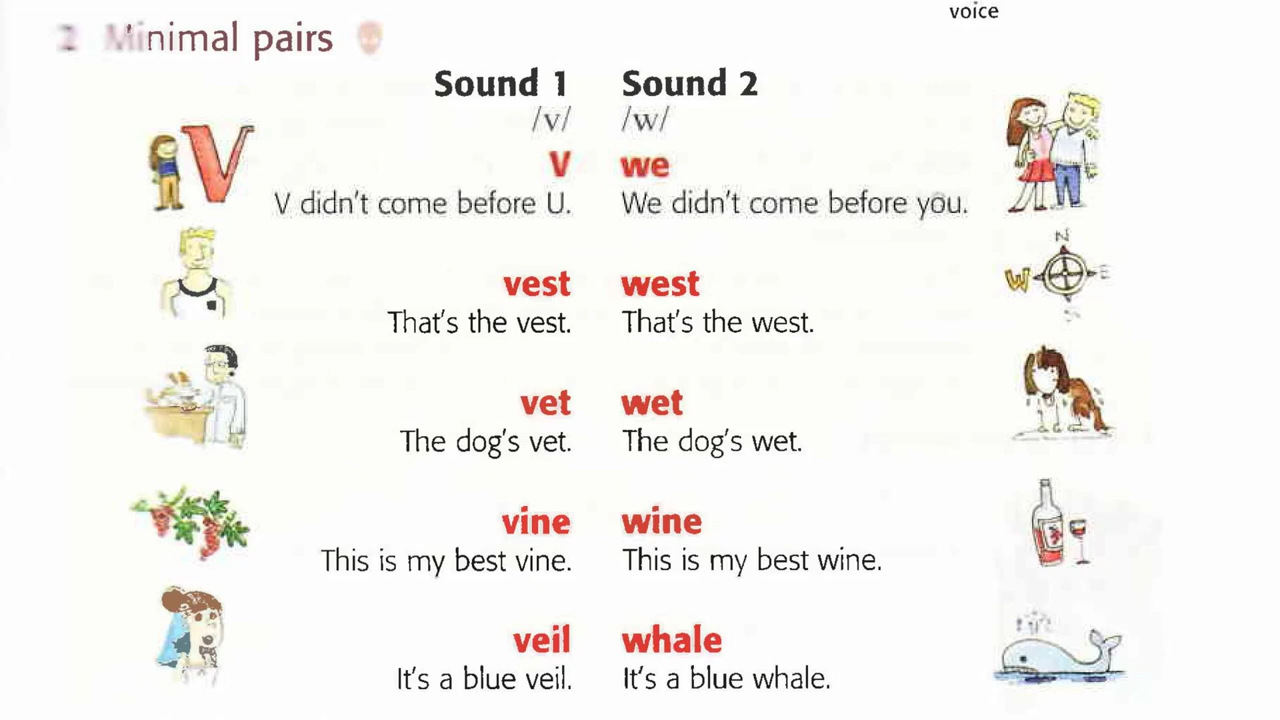 voice
2 Minimal pairs
Sound 1 Sound 2
/v/ /w/
V we
V didn't come before U. We didn't come before you.
vest west
That's the vest. That's the west.
N
W E
S
vet wet
The dog's vet. The dog's wet.
vine wine
This is my best vine. This is my best wine.
veil whale
It's a blue veil. It's a blue whale.